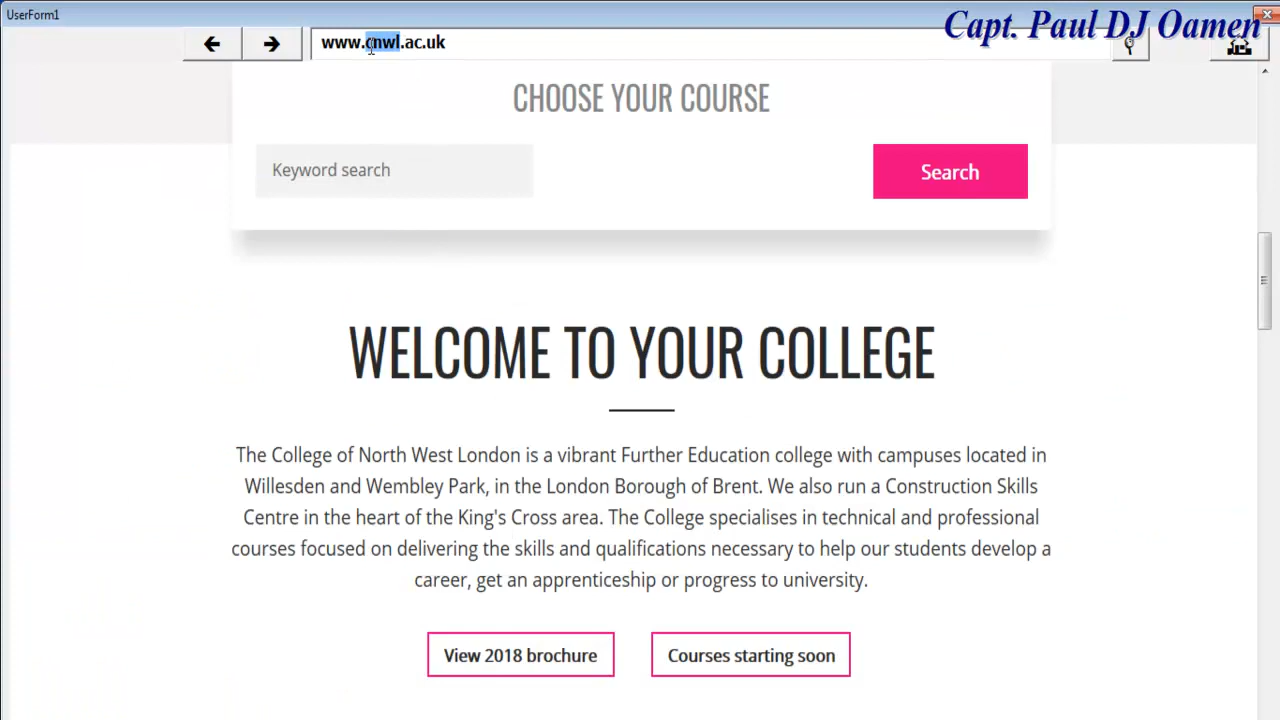 UserForm1
Capt. Paul DJ Oamen
www.cnwl.ac.uk
CHOOSE YOUR COURSE
Keyword search
Search
WELCOME TO YOUR COLLEGE
The College of North West London is a vibrant Further Education college with campuses located in
Willesden and Wembley Park, in the London Borough of Brent. We also run a Construction Skills
Centre in the heart of the King's Cross area. The College specialises in technical and professional
courses focused on delivering the skills and qualifications necessary to help our students develop a
career, get an apprenticeship or progress to university.
View 2018 brochure
Courses starting soon